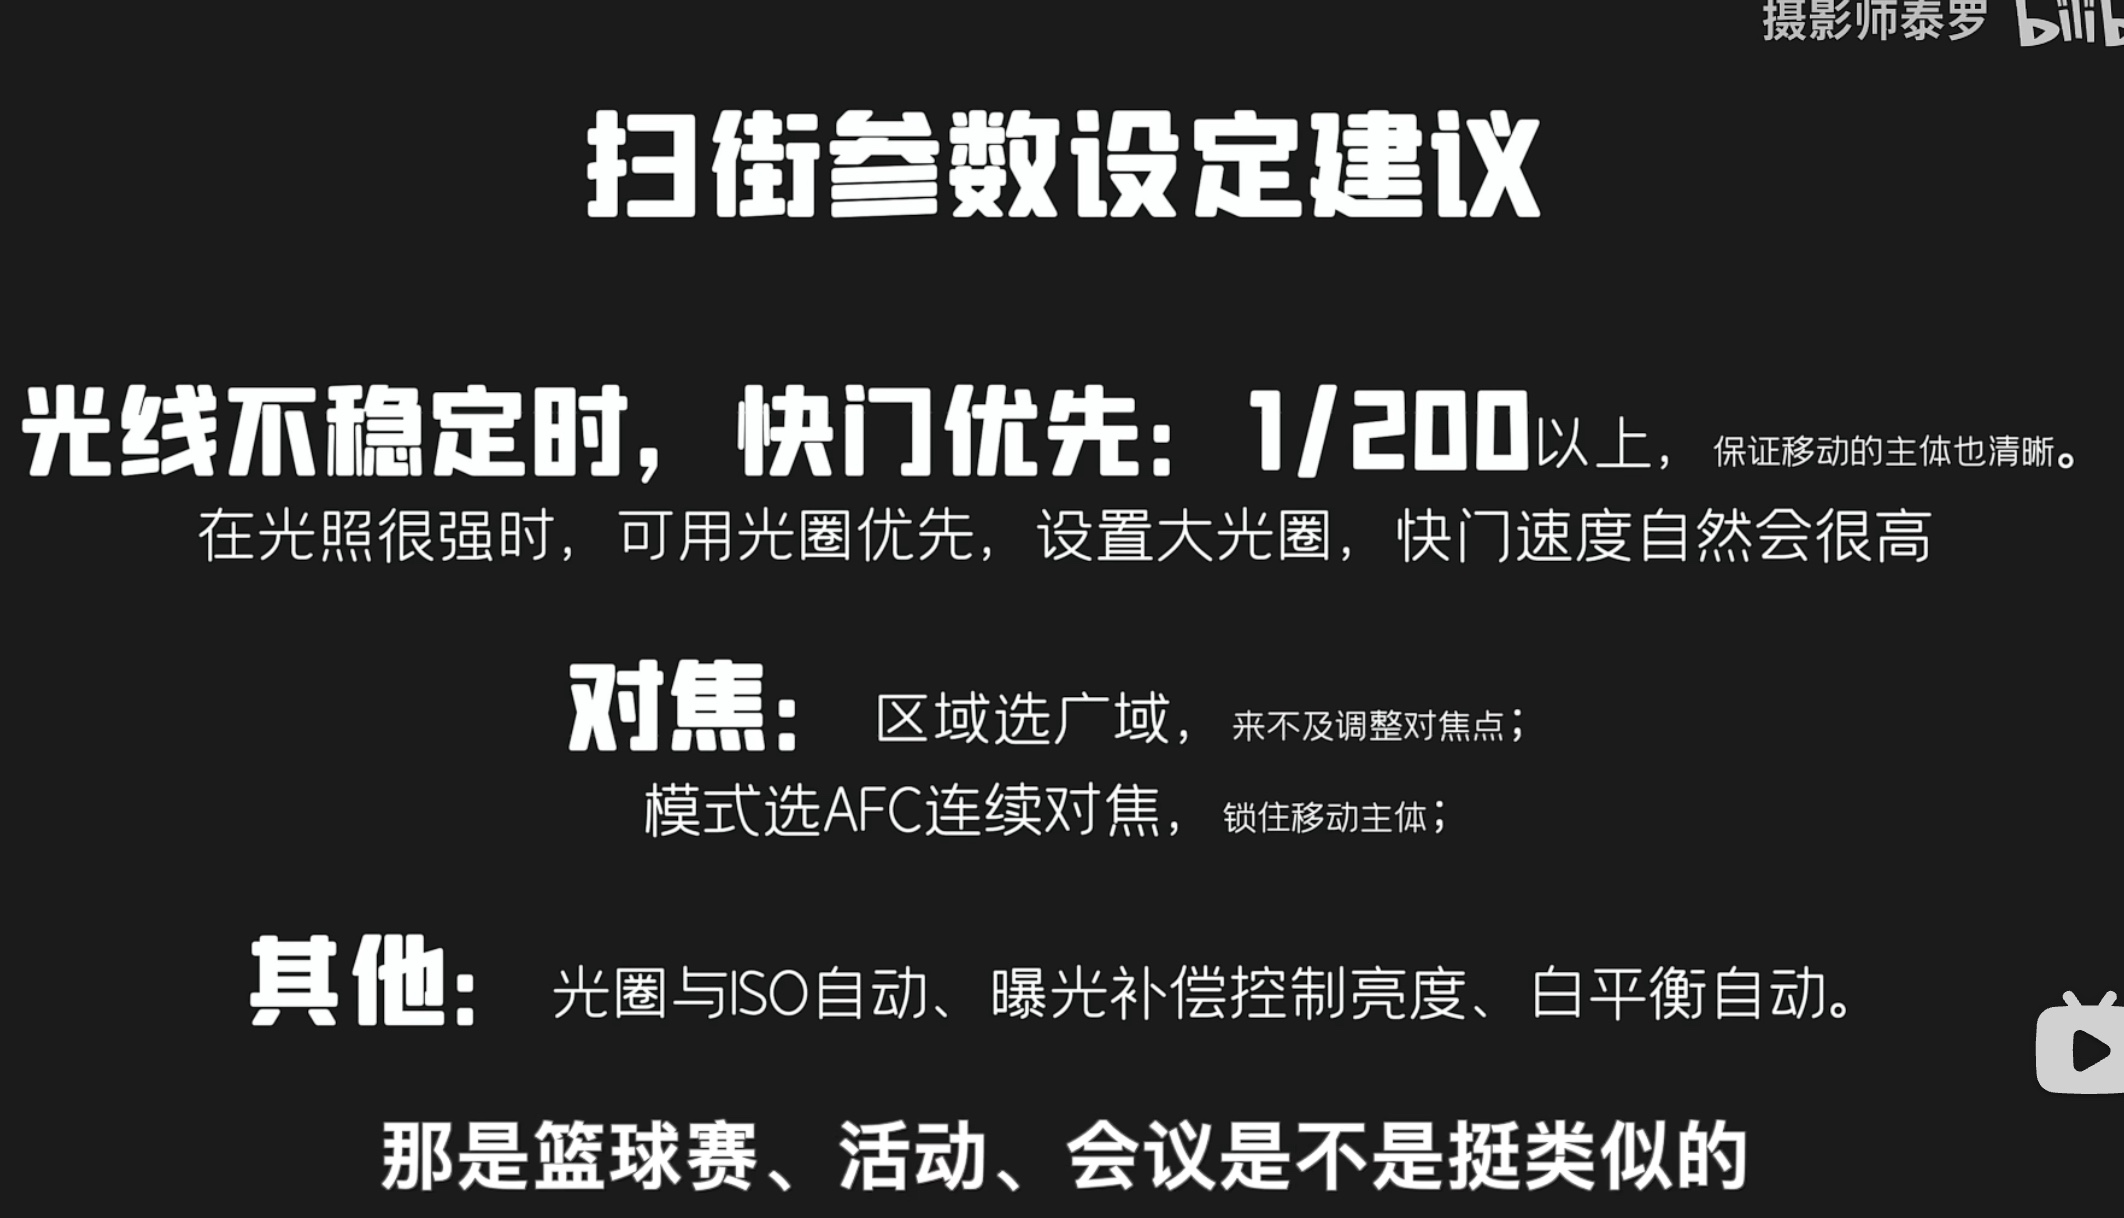 摄影师泰罗 bilib
扫街参数设定建议
光线不稳定时，快门优先：1/200以上，保证移动的主体也清晰。
在光照很强时，可用光圈优先，设置大光圈，快门速度自然会很高
对焦：区域选广域，来不及调整对焦点；
模式选AFC连续对焦，锁住移动主体；
其他：光圈与ISO自动、曝光补偿控制亮度、白平衡自动。
那是篮球赛、活动、会议是不是挺类似的